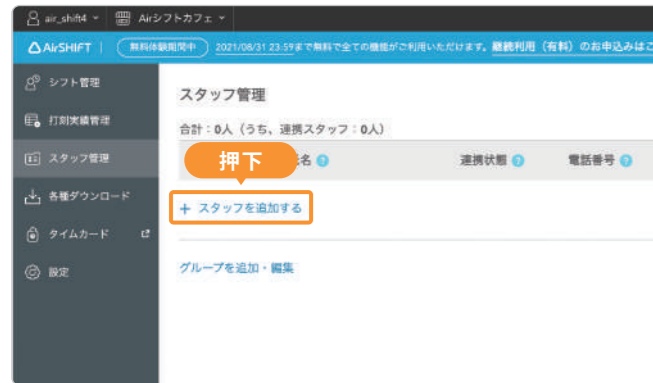 air_shift4 Airシフトカフェ
AirSHIFT 無料体験期間中 2021/08/31 23:59まで無料で全ての機能がご利用いただけます。継続利用（有料）のお申込みはこ
シフト管理
打刻実績管理
スタッフ管理
各種ダウンロード
タイムカード
設定
スタッフ管理
合計：0人（うち、連携スタッフ：0人）
押下 名 連携状態 電話番号
+ スタッフを追加する
グループを追加・編集